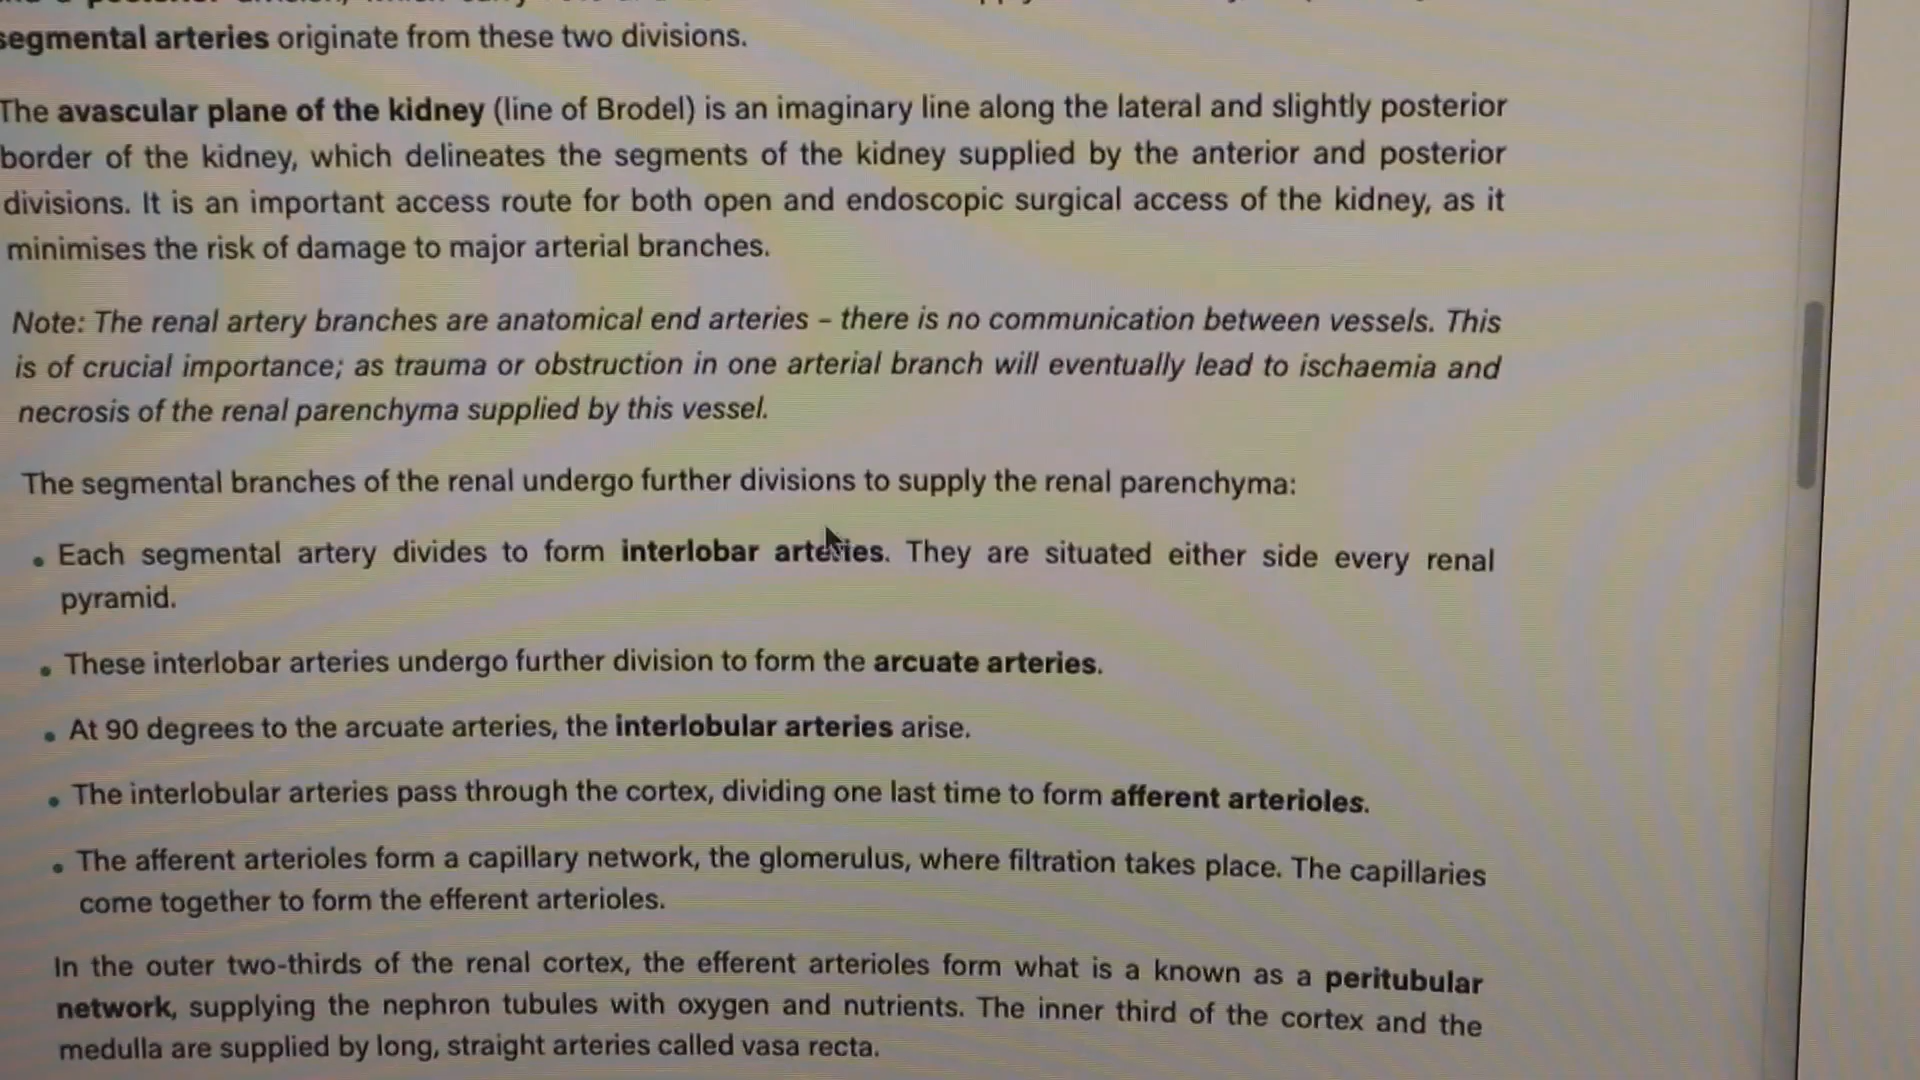 segmental arteries originate from these two divisions.
The avascular plane of the kidney (line of Brodel) is an imaginary line along the lateral and slightly posterior
border of the kidney, which delineates the segments of the kidney supplied by the anterior and posterior
divisions. It is an important access route for both open and endoscopic surgical access of the kidney, as it
minimises the risk of damage to major arterial branches.
Note: The renal artery branches are anatomical end arteries – there is no communication between vessels. This
is of crucial importance; as trauma or obstruction in one arterial branch will eventually lead to ischaemia and
necrosis of the renal parenchyma supplied by this vessel.
The segmental branches of the renal undergo further divisions to supply the renal parenchyma:
• Each segmental artery divides to form interlobar arteries. They are situated either side every renal
pyramid.
• These interlobar arteries undergo further division to form the arcuate arteries.
• At 90 degrees to the arcuate arteries, the interlobular arteries arise.
• The interlobular arteries pass through the cortex, dividing one last time to form afferent arterioles.
• The afferent arterioles form a capillary network, the glomerulus, where filtration takes place. The capillaries
come together to form the efferent arterioles.
In the outer two-thirds of the renal cortex, the efferent arterioles form what is a known as a peritubular
network, supplying the nephron tubules with oxygen and nutrients. The inner third of the cortex and the
medulla are supplied by long, straight arteries called vasa recta.